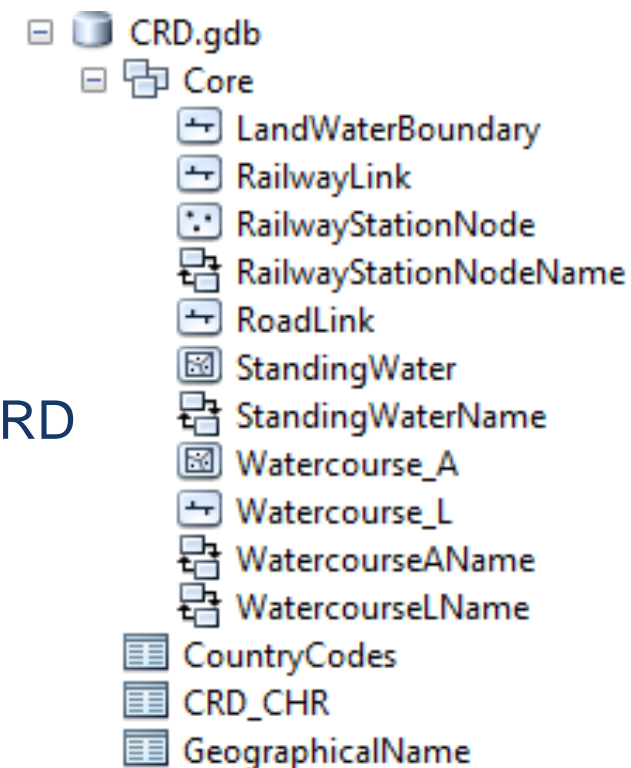 CRD.gdb
Core
LandWaterBoundary
RailwayLink
RailwayStationNode
RailwayStationNodeName
RoadLink
StandingWater
RD
StandingWaterName
Watercourse_A
Watercourse_L
WatercourseAName
WatercourseLName
CountryCodes
CRD_CHR
GeographicalName